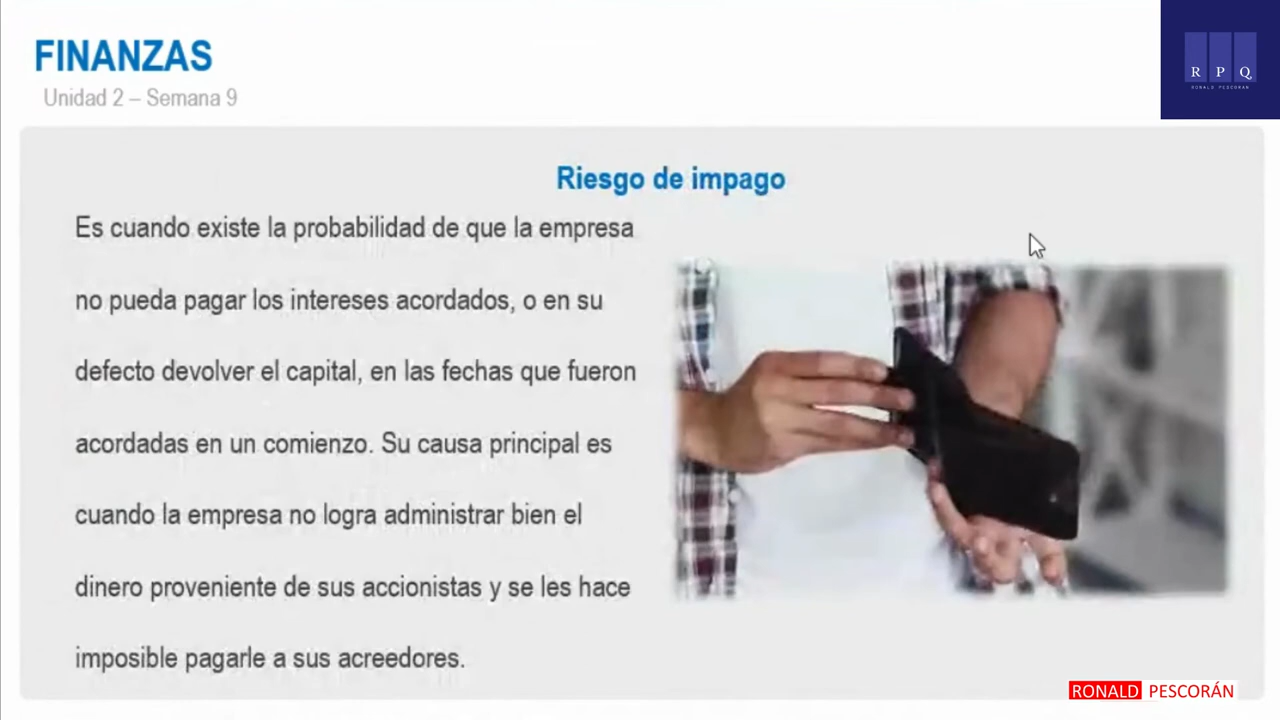 FINANZAS
Unidad 2 – Semana 9
R P Q
RONALD PESCORAN
Riesgo de impago
Es cuando existe la probabilidad de que la empresa
no pueda pagar los intereses acordados, o en su
defecto devolver el capital, en las fechas que fueron
acordadas en un comienzo. Su causa principal es
cuando la empresa no logra administrar bien el
dinero proveniente de sus accionistas y se les hace
imposible pagarle a sus acreedores.
RONALD PESCORÁN